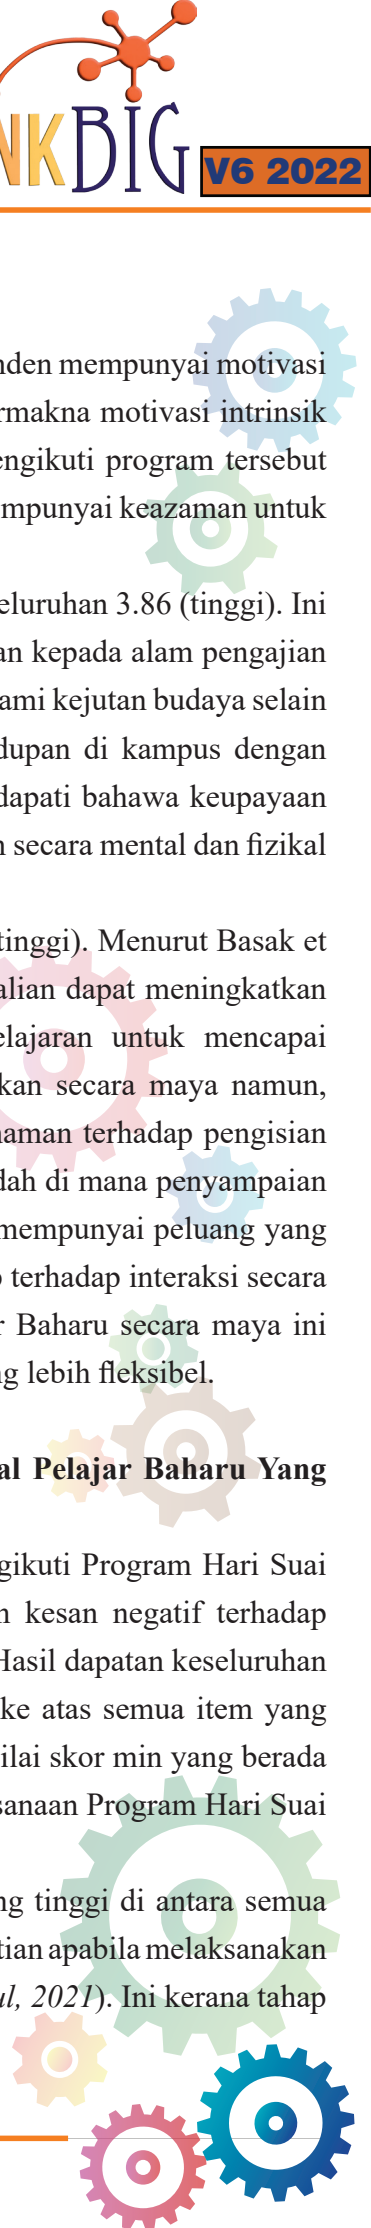 NKBIG
V6 2022
nden mempunyai motivasi
rmakna motivasi intrinsik
engikuti program tersebut
empunyai keazaman untuk
eluruhan 3.86 (tinggi). Ini
an kepada alam pengajian
ami kejutan budaya selain
dupan di kampus dengan
dapati bahawa keupayaan
n secara mental dan fizikal
tinggi). Menurut Basak et
alian dapat meningkatkan
elajaran untuk mencapai
kan secara maya namun,
haman terhadap pengisian
dah di mana penyampaian
mempunyai peluang yang
p terhadap interaksi secara
r Baharu secara maya ini
ng lebih fleksibel.
al Pelajar Baharu Yang
gikuti Program Hari Suai
n kesan negatif terhadap
Hasil dapatan keseluruhan
ke atas semua item yang
ilai skor min yang berada
sanaan Program Hari Suai
ng tinggi di antara semua
tian apabila melaksanakan
ul, 2021). Ini kerana tahap